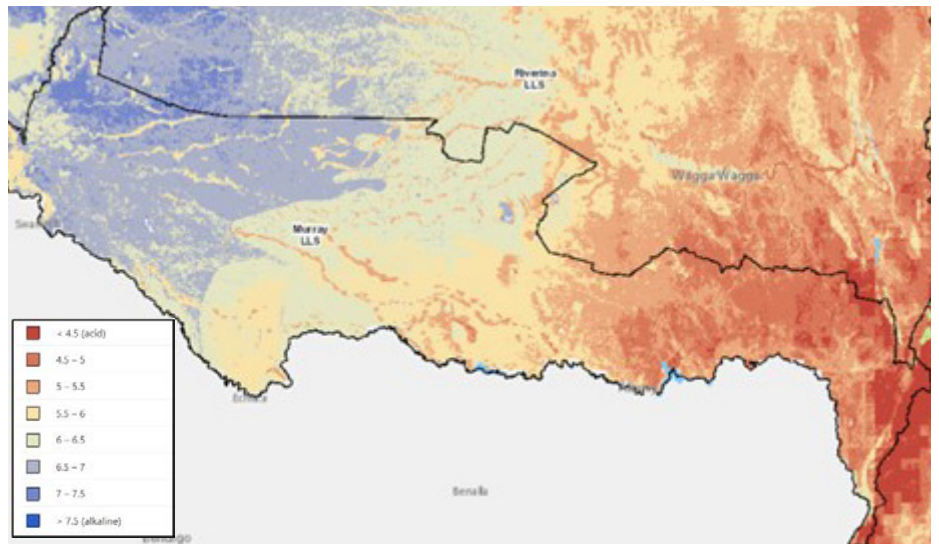 Riverina
LLS
Wagga Wagga
Murray
LLS
< 4.5 (acid)
4.5 – 5
5 – 5.5
5.5 – 6
6 – 6.5
6.5 – 7
7 – 7.5
> 7.5 (alkaline)
Echuca
Benalla
Bendigo